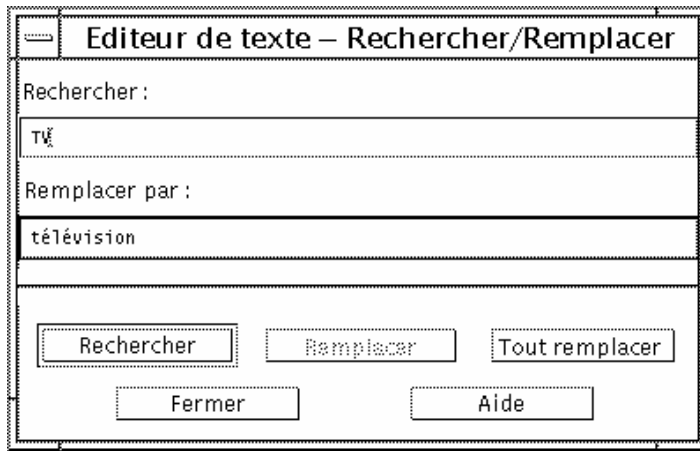 Editeur de texte – Rechercher/Remplacer
Rechercher :
TV
Remplacer par :
télévision
Rechercher Remplacer Tout remplacer
Fermer Aide